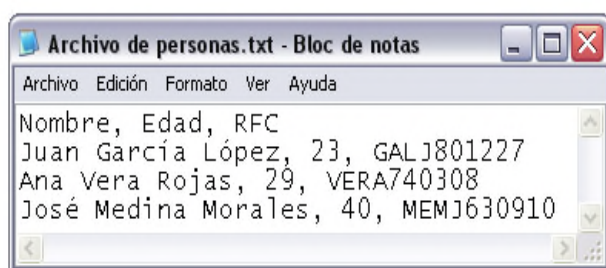 Archivo de personas.txt - Bloc de notas
Archivo Edición Formato Ver Ayuda
Nombre, Edad, RFC
Juan García López, 23, GALJ801227
Ana Vera Rojas, 29, VERA740308
José Medina Morales, 40, MEMJ630910